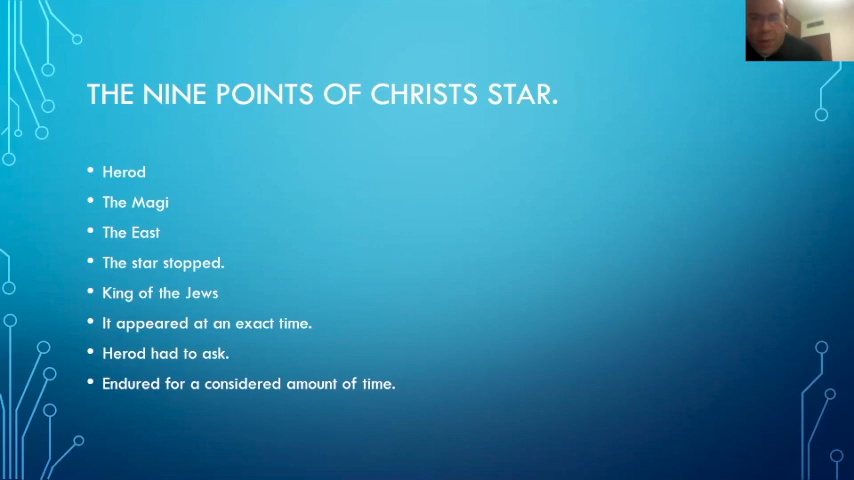 THE NINE POINTS OF CHRISTS STAR.
• Herod
• The Magi
• The East
• The star stopped.
• King of the Jews
• It appeared at an exact time.
• Herod had to ask.
• Endured for a considered amount of time.